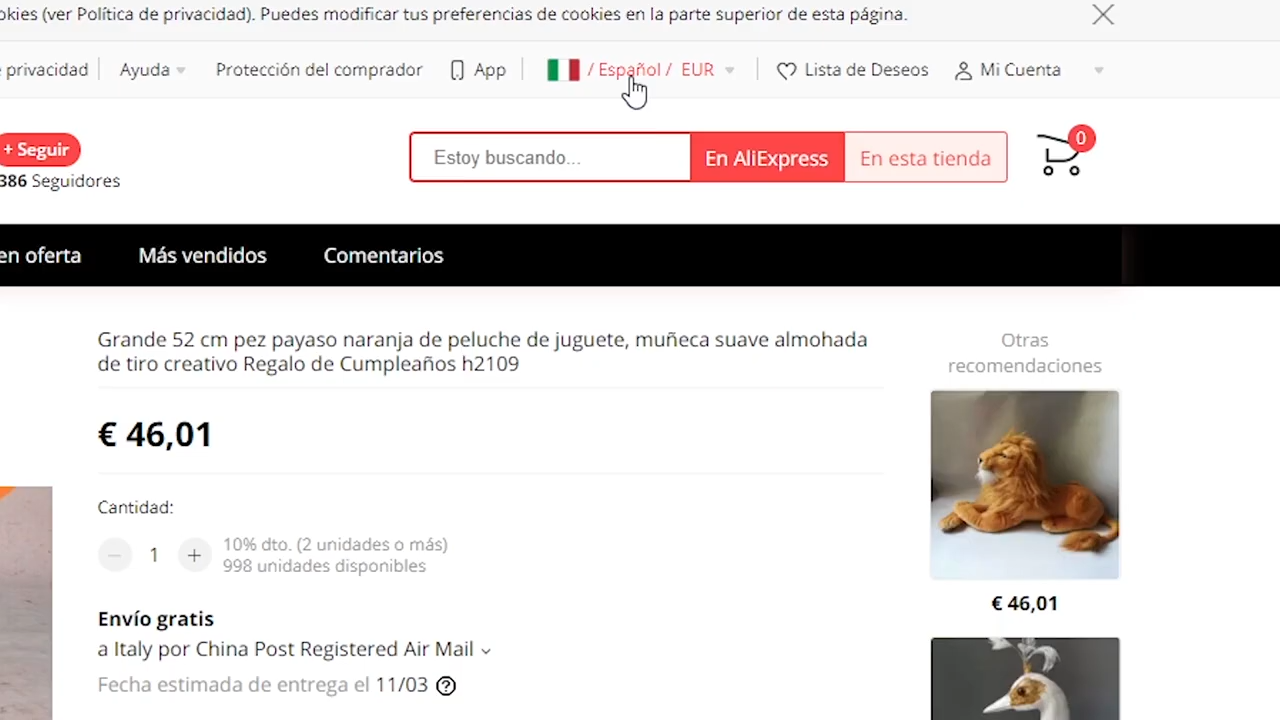 okies (ver Política de privacidad). Puedes modificar tus preferencias de cookies en la parte superior de esta página.
e privacidad Ayuda Protección del comprador App / Español / EUR Lista de Deseos Mi Cuenta
+ Seguir
386 Seguidores
Estoy buscando... En AliExpress En esta tienda 0
en oferta Más vendidos Comentarios
Grande 52 cm pez payaso naranja de peluche de juguete, muñeca suave almohada
de tiro creativo Regalo de Cumpleaños h2109
€ 46,01
Cantidad:
1
10% dto. (2 unidades o más)
998 unidades disponibles
Envío gratis
a Italy por China Post Registered Air Mail
Fecha estimada de entrega el 11/03
Otras
recomendaciones
€ 46,01